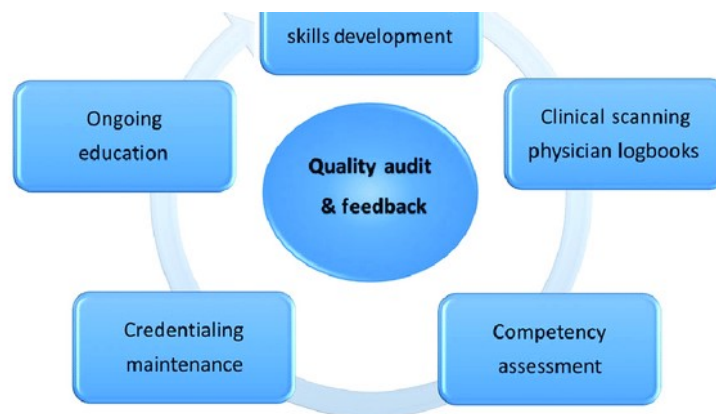 skills development
Clinical scanning
physician logbooks
Competency
assessment
Credentialing
maintenance
Ongoing
education
Quality audit
& feedback